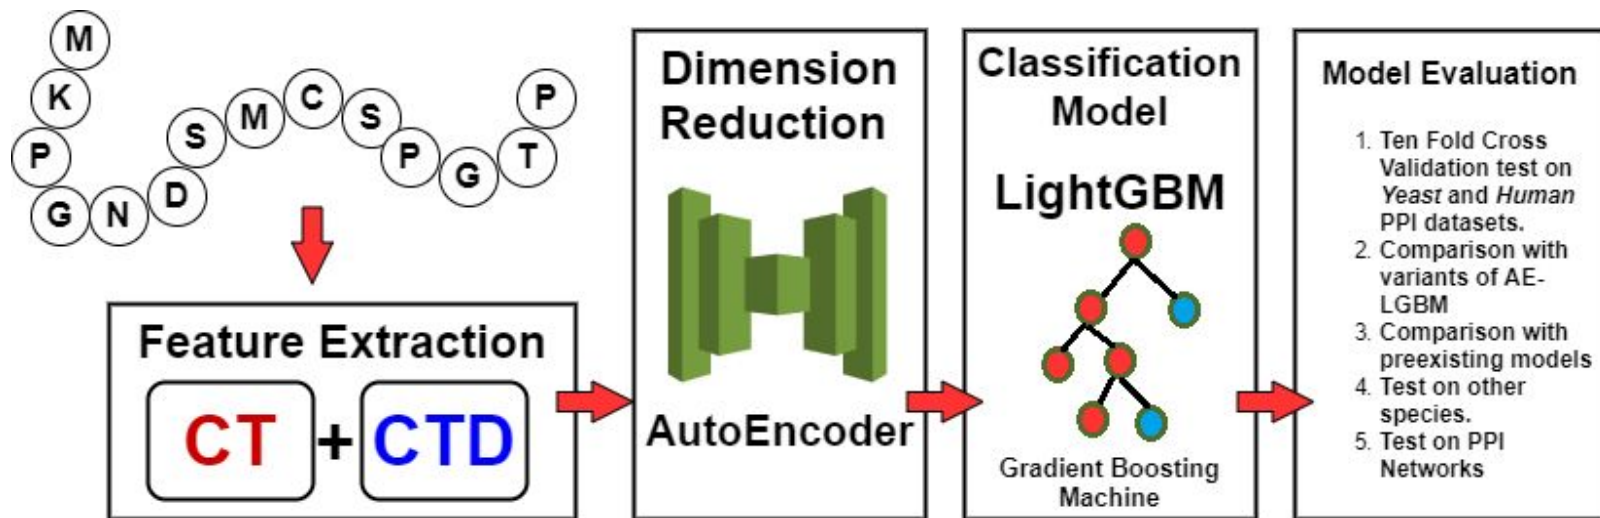 M
K
P
G
N
D
S
M
C
S
P
G
T
P
Feature Extraction
CT + CTD
Dimension
Reduction
AutoEncoder
Classification
Model
LightGBM
Gradient Boosting
Machine
Model Evaluation
1. Ten Fold Cross
Validation test on
Yeast and Human
PPI datasets.
2. Comparison with
variants of AE-
LGBM
3. Comparison with
preexisting models
4. Test on other
species.
5. Test on PPI
Networks